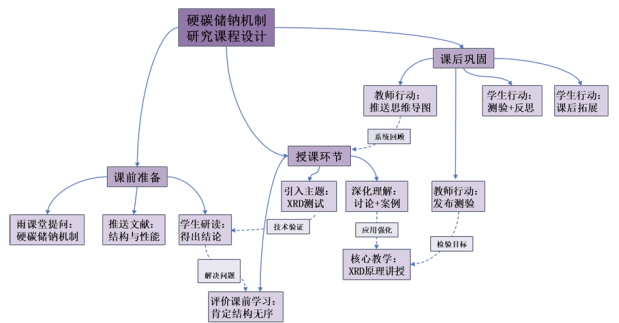 硬碳储钠机制
研究课程设计
课后巩固
教师行动：
推送思维导图
学生行动：
测验+反思
学生行动：
课后拓展
系统回顾
授课环节
课前准备
引入主题：
XRD测试
深化理解：
讨论+案例
教师行动：
发布测验
雨课堂提问：
硬碳储钠机制
推送文献：
结构与性能
学生研读：
得出结论
技术验证
应用强化
检验目标
核心教学：
XRD原理讲授
解决问题
评价课前学习：
肯定结构无序